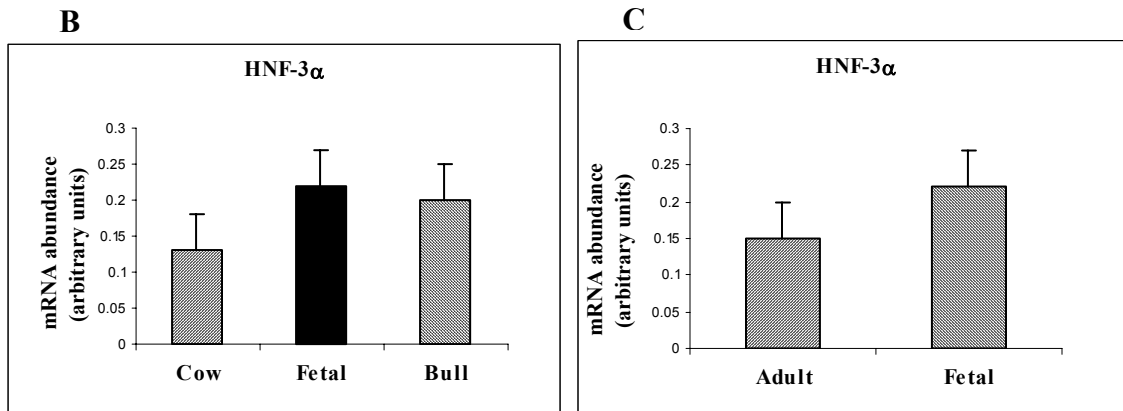 B
HNF-3α
mRNA abundance
(arbitrary units)
0.3
0.25
0.2
0.15
0.1
0.05
0
Cow Fetal Bull
C
HNF-3α
mRNA abundance
(arbitrary units)
0.3
0.25
0.2
0.15
0.1
0.05
0
Adult Fetal